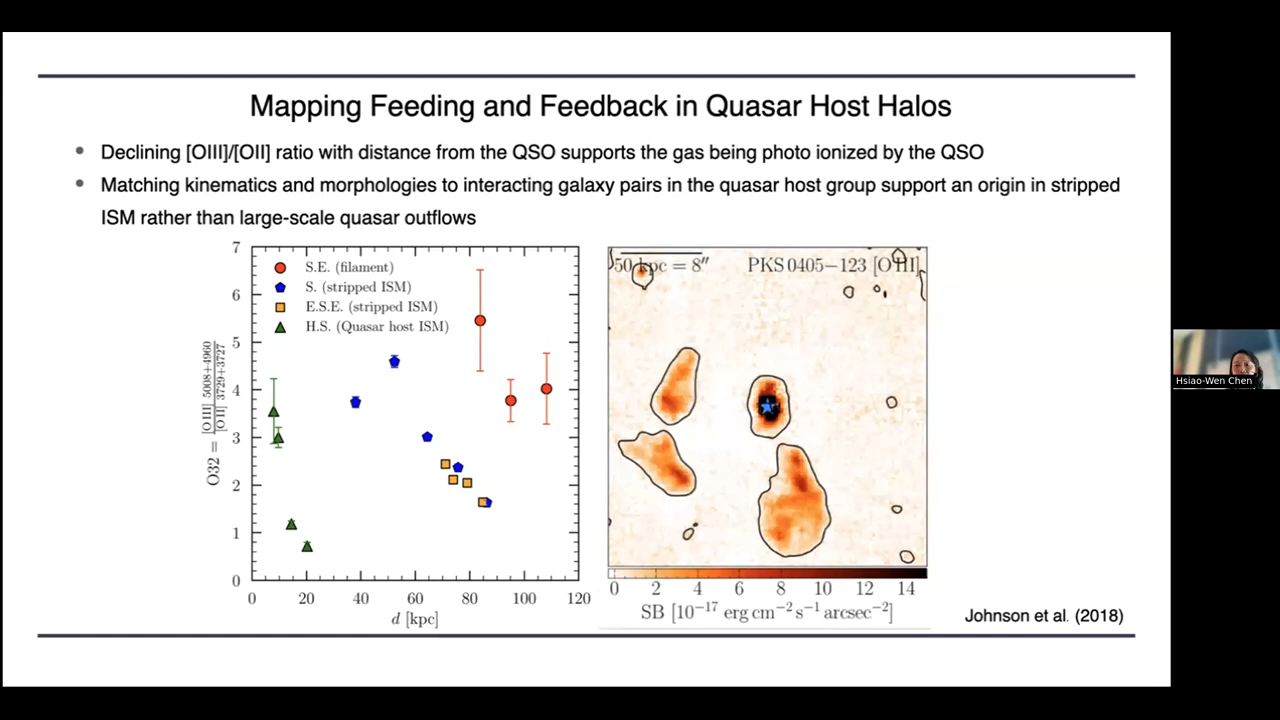 Mapping Feeding and Feedback in Quasar Host Halos
• Declining [OIII]/[OII] ratio with distance from the QSO supports the gas being photo ionized by the QSO
• Matching kinematics and morphologies to interacting galaxy pairs in the quasar host group support an origin in stripped
ISM rather than large-scale quasar outflows
7
6
5
4
3
2
1
0
O32 = [OIII] 5008+4960 / [OII] 3729+3727
S.E. (filament)
S. (stripped ISM)
E.S.E. (stripped ISM)
H.S. (Quasar host ISM)
0 20 40 60 80 100 120
d [kpc]
50 kpc = 8″ PKS0405−123 [OIII]
0 2 4 6 8 10 12 14
SB [10⁻¹⁷ erg cm⁻² s⁻¹ arcsec⁻²]
Johnson et al. (2018)
Hsiao-Wen Chen